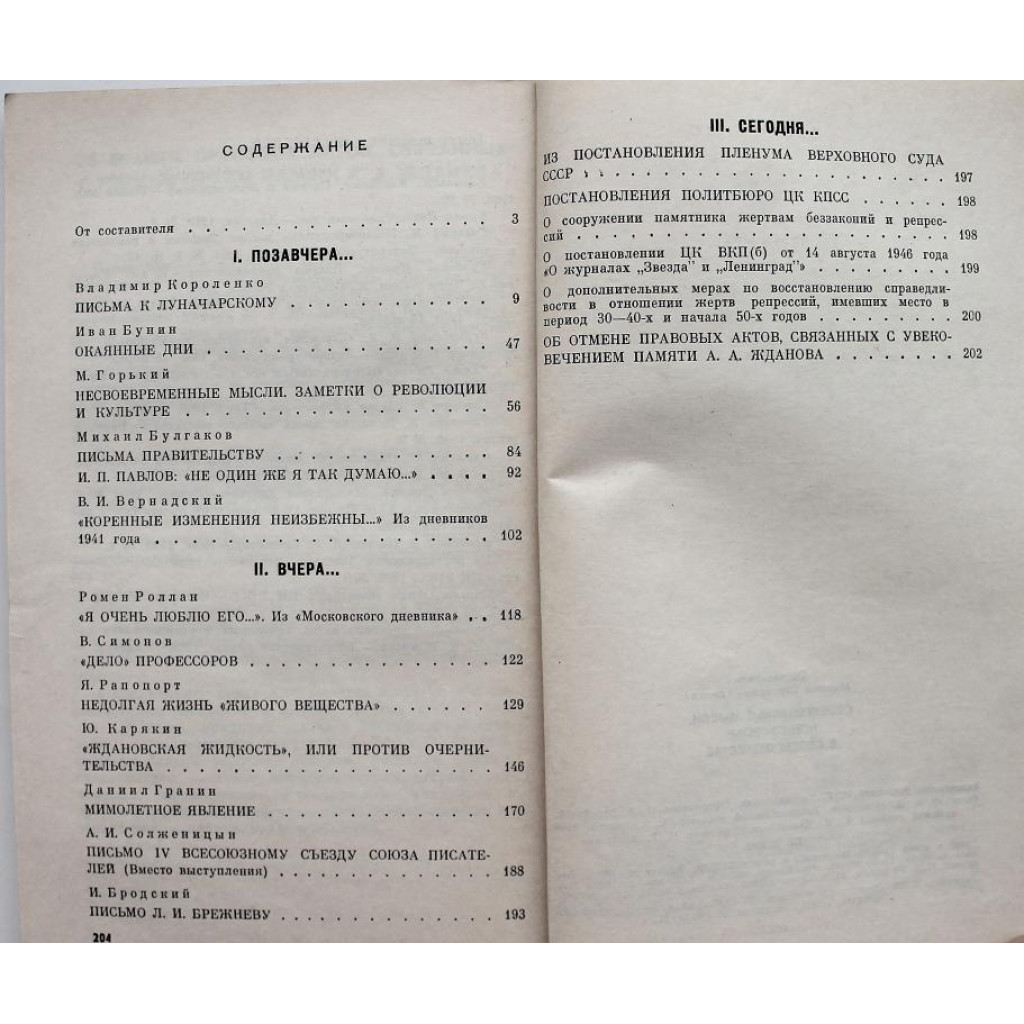 СОДЕРЖАНИЕ
От составителя . . . . . . . . . . . . . . . . 3
I. ПОЗАВЧЕРА...
Владимир Короленко
ПИСЬМА К ЛУНАЧАРСКОМУ . . . . . . . . . . . 9
Иван Бунин
ОКАЯННЫЕ ДНИ . . . . . . . . . . . . . . . 47
М. Горький
НЕСВОЕВРЕМЕННЫЕ МЫСЛИ. ЗАМЕТКИ О РЕВОЛЮЦИИ
И КУЛЬТУРЕ . . . . . . . . . . . . . . . . 56
Михаил Булгаков
ПИСЬМА ПРАВИТЕЛЬСТВУ . . . . . . . . . . . . 84
И. П. ПАВЛОВ: «НЕ ОДИН ЖЕ Я ТАК ДУМАЮ...» . . . . 92
В. И. Вернадский
«КОРЕННЫЕ ИЗМЕНЕНИЯ НЕИЗБЕЖНЫ...» Из дневников
1941 года . . . . . . . . . . . . . . . . . 102
II. ВЧЕРА...
Ромен Роллан
«Я ОЧЕНЬ ЛЮБЛЮ ЕГО...». Из «Московского дневника» . . 118
В. Симонов
«ДЕЛО» ПРОФЕССОРОВ . . . . . . . . . . . . . 122
Я. Рапопорт
НЕДОЛГАЯ ЖИЗНЬ «ЖИВОГО ВЕЩЕСТВА» . . . . . . 129
Ю. Карякин
«ЖДАНОВСКАЯ ЖИДКОСТЬ», ИЛИ ПРОТИВ ОЧЕРНИ-
ТЕЛЬСТВА . . . . . . . . . . . . . . . . . 146
Даниил Гранин
МИМОЛЕТНОЕ ЯВЛЕНИЕ . . . . . . . . . . . . 170
А. И. Солженицын
ПИСЬМО IV ВСЕСОЮЗНОМУ СЪЕЗДУ СОЮЗА ПИСАТЕ-
ЛЕЙ (Вместо выступления) . . . . . . . . . . . 188
И. Бродский
ПИСЬМО Л. И. БРЕЖНЕВУ . . . . . . . . . . . 193
204
III. СЕГОДНЯ...
ИЗ ПОСТАНОВЛЕНИЯ ПЛЕНУМА ВЕРХОВНОГО СУДА
СССР . . . . . . . . . . . . . . . . . . . 197
ПОСТАНОВЛЕНИЯ ПОЛИТБЮРО ЦК КПСС . . . . . . 198
О сооружении памятника жертвам беззаконий и репрес-
сий . . . . . . . . . . . . . . . . . . . 198
О постановлении ЦК ВКП(б) от 14 августа 1946 года
«О журналах „Звезда" и „Ленинград"» . . . . . . . . 199
О дополнительных мерах по восстановлению справедли-
вости в отношении жертв репрессий, имевших место в
период 30—40-х и начала 50-х годов . . . . . . . . 200
ОБ ОТМЕНЕ ПРАВОВЫХ АКТОВ, СВЯЗАННЫХ С УВЕКО-
ВЕЧЕНИЕМ ПАМЯТИ А. А. ЖДАНОВА . . . . . . . . 202